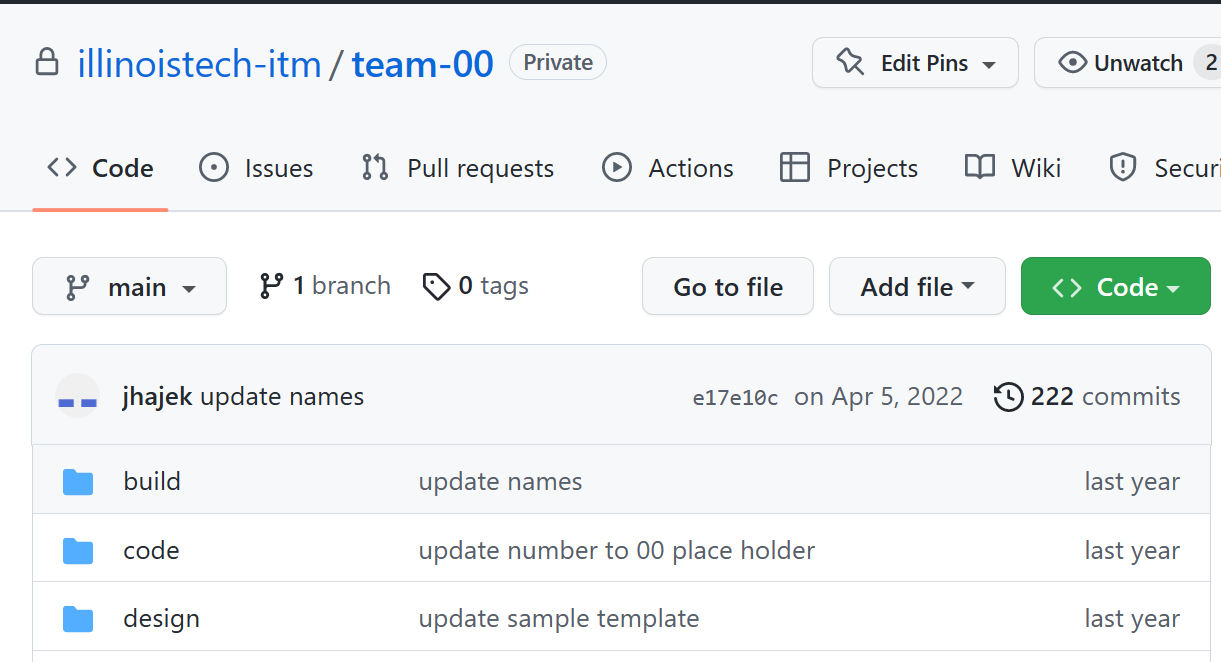 illinoistech-itm / team-00 Private Edit Pins Unwatch 2
Code Issues Pull requests Actions Projects Wiki Securi
main 1 branch 0 tags Go to file Add file Code
jhajek update names e17e10c on Apr 5, 2022 222 commits
build update names last year
code update number to 00 place holder last year
design update sample template last year